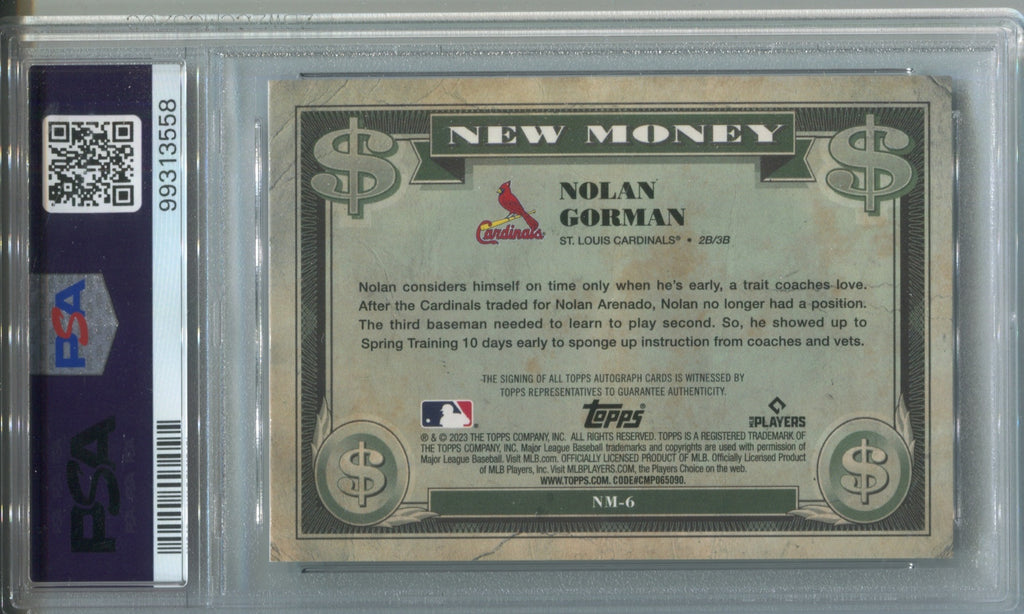 99313558
PSA
PSA
NEW MONEY
NOLAN
GORMAN
Cardinals
ST. LOUIS CARDINALS® • 2B/3B
Nolan considers himself on time only when he's early, a trait coaches love.
After the Cardinals traded for Nolan Arenado, Nolan no longer had a position.
The third baseman needed to learn to play second. So, he showed up to
Spring Training 10 days early to sponge up instruction from coaches and vets.
THE SIGNING OF ALL TOPPS AUTOGRAPH CARDS IS WITNESSED BY
TOPPS REPRESENTATIVES TO GUARANTEE AUTHENTICITY.
Topps®
MLB PLAYERS
® & © 2023 THE TOPPS COMPANY, INC. ALL RIGHTS RESERVED. TOPPS IS A REGISTERED TRADEMARK OF
THE TOPPS COMPANY, INC. Major League Baseball trademarks and copyrights are used with permission of
Major League Baseball. Visit MLB.com. OFFICIALLY LICENSED PRODUCT OF MLB. Officially Licensed Product
of MLB Players, Inc. Visit MLBPLAYERS.COM, the Players Choice on the web.
WWW.TOPPS.COM. CODE#CMP065090.
NM-6